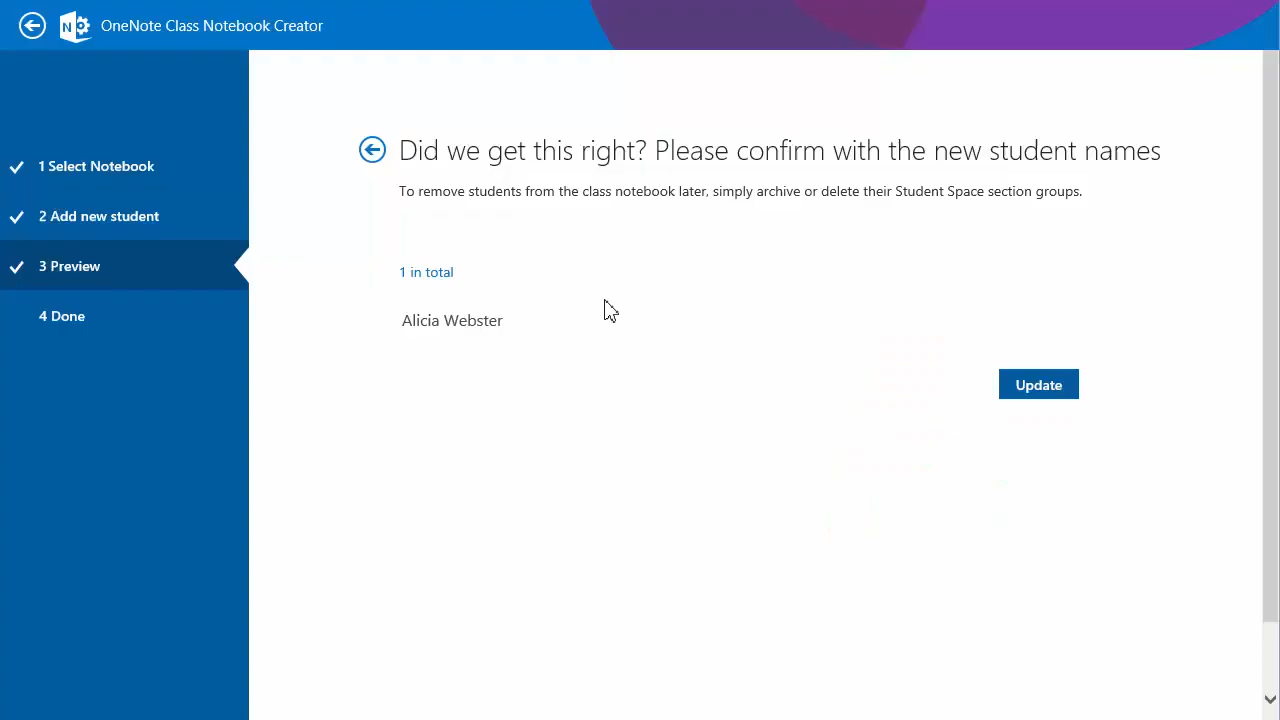 OneNote Class Notebook Creator
1 Select Notebook
2 Add new student
3 Preview
4 Done
Did we get this right? Please confirm with the new student names
To remove students from the class notebook later, simply archive or delete their Student Space section groups.
1 in total
Alicia Webster
Update